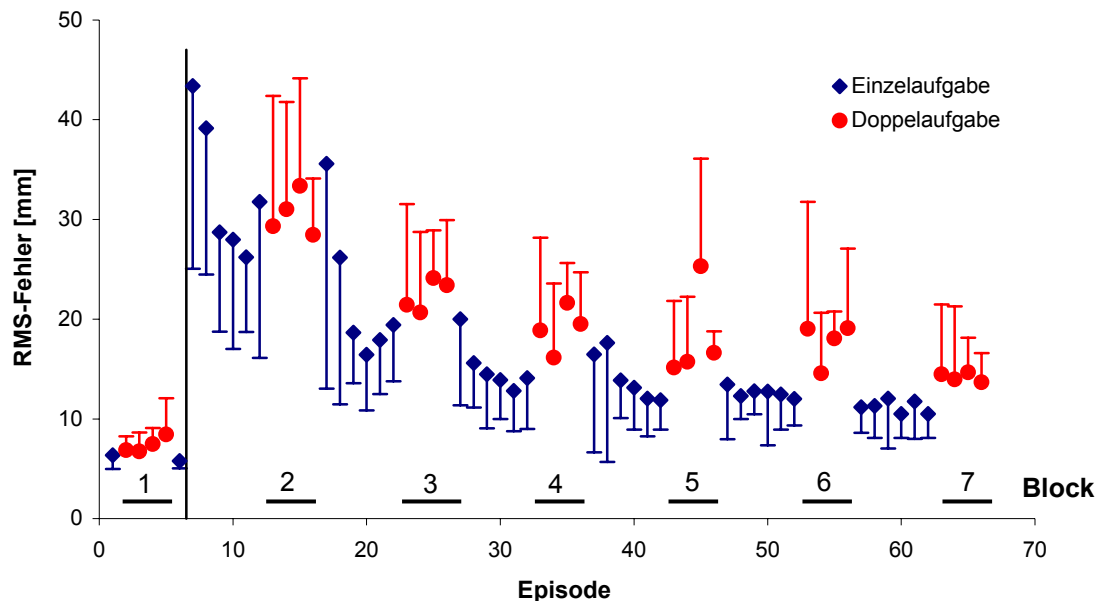 50
40
30
20
10
0
RMS-Fehler [mm]
Einzelaufgabe
Doppelaufgabe
1 2 3 4 5 6 7 Block
0 10 20 30 40 50 60 70
Episode